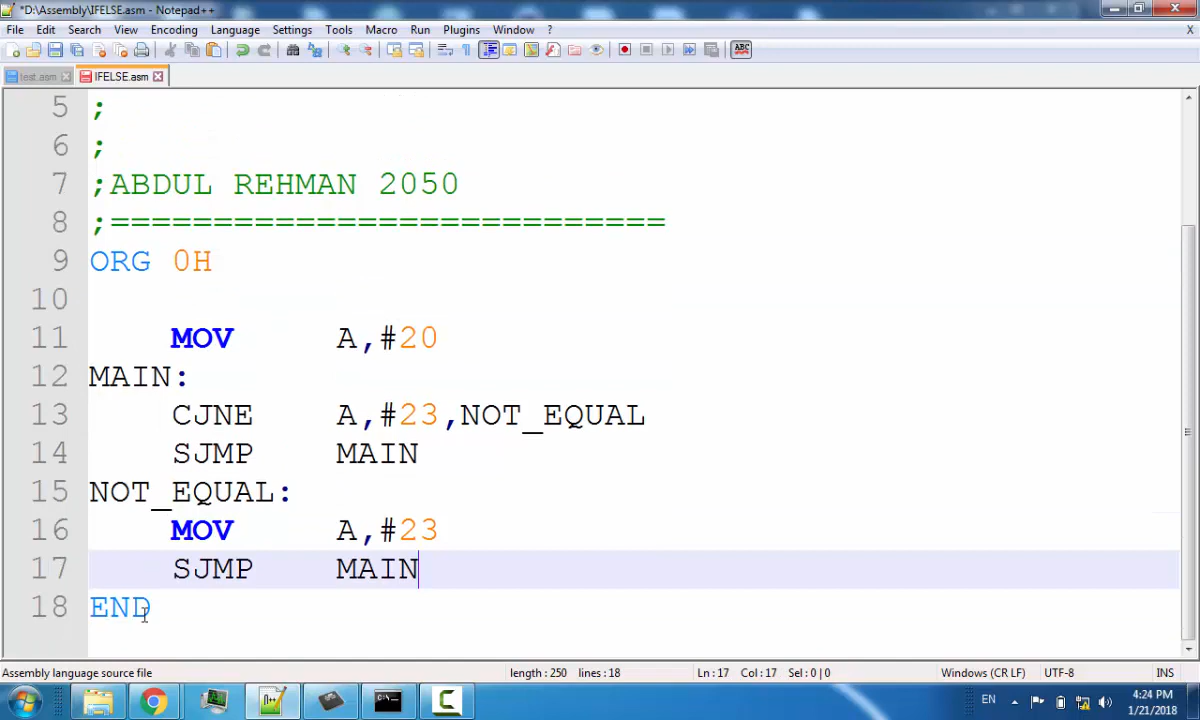 *D:\Assembly\IFELSE.asm - Notepad++
File Edit Search View Encoding Language Settings Tools Macro Run Plugins Window ? X
ABC
test.asm IFELSE.asm
5 ;
6 ;
7 ;ABDUL REHMAN 2050
8 ;===========================
9 ORG 0H
10
11 MOV A,#20
12 MAIN:
13 CJNE A,#23,NOT_EQUAL
14 SJMP MAIN
15 NOT_EQUAL:
16 MOV A,#23
17 SJMP MAIN
18 END
Assembly language source file length : 250 lines : 18 Ln : 17 Col : 17 Sel : 0 | 0 Windows (CR LF) UTF-8 INS
EN 4:24 PM
1/21/2018